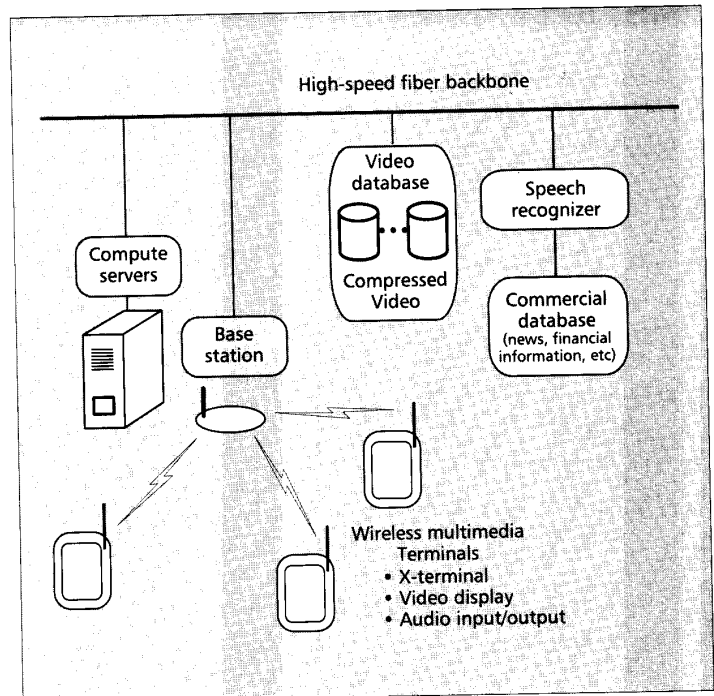 High-speed fiber backbone
Video
database
Compressed
Video
Speech
recognizer
Commercial
database
(news, financial
information, etc)
Compute
servers
Base
station
Wireless multimedia
Terminals
• X-terminal
• Video display
• Audio input/output